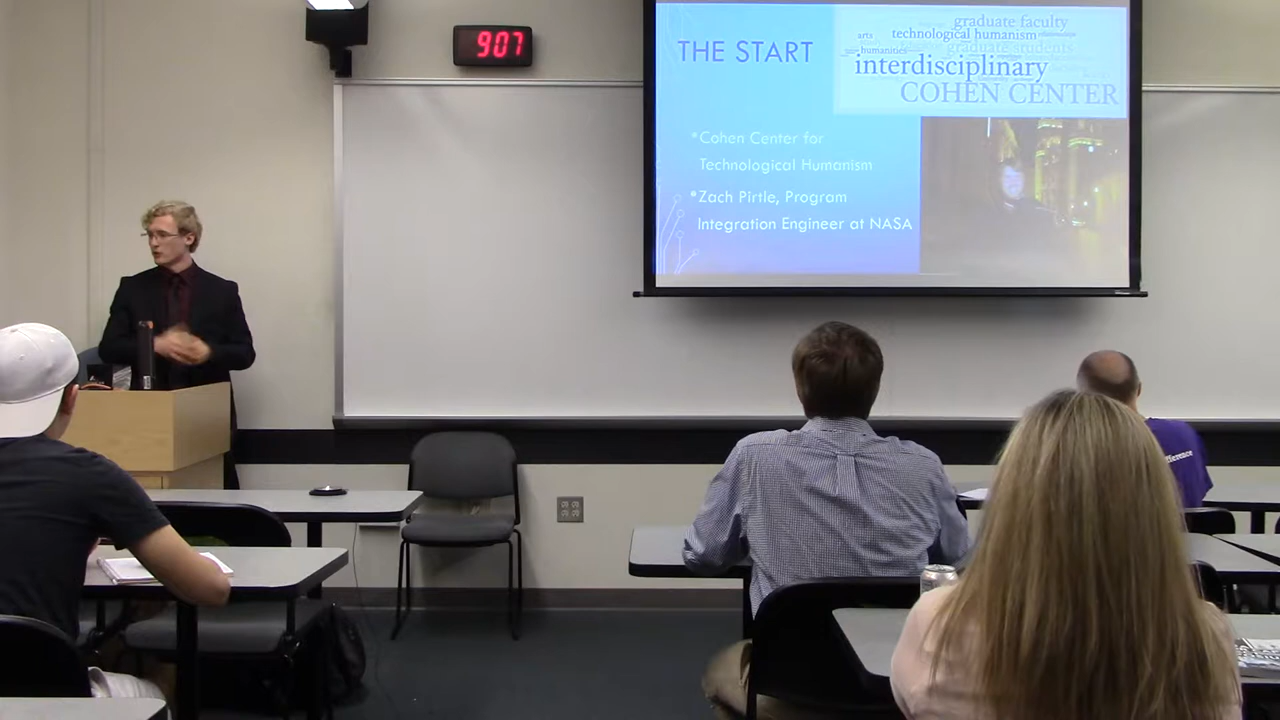 907
THE START
graduate faculty
arts
technological humanism
humanities
graduate students
interdisciplinary
COHEN CENTER
*Cohen Center for
Technological Humanism
*Zach Pirtle, Program
Integration Engineer at NASA